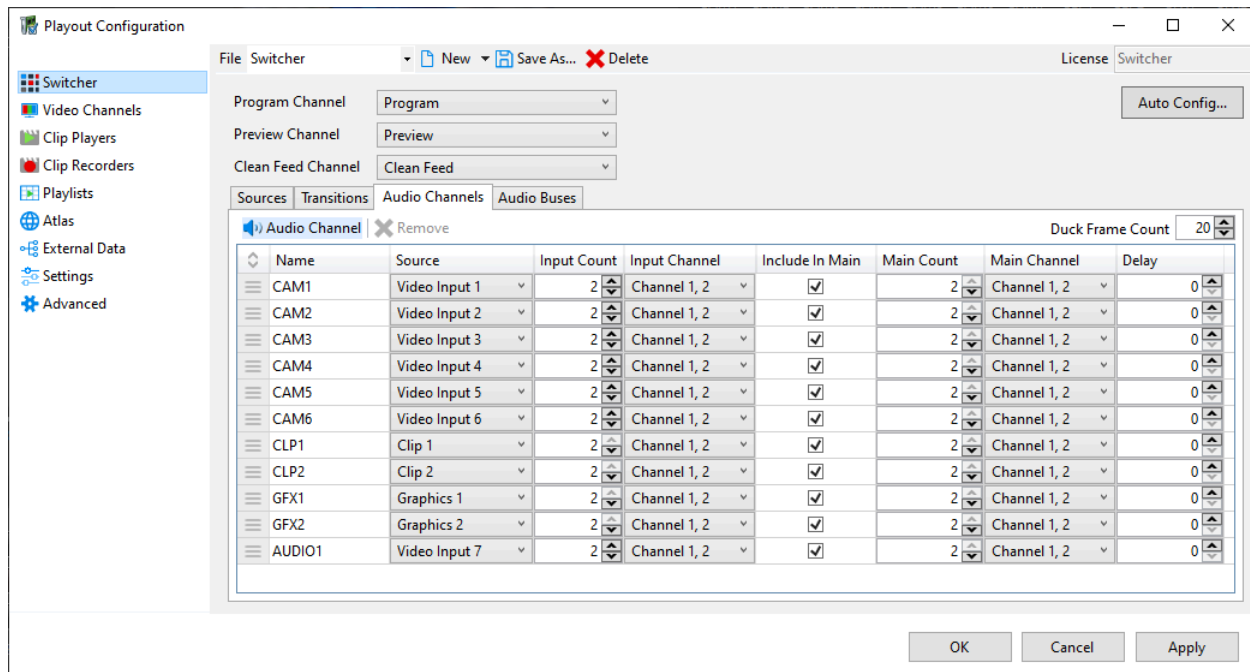 Playout Configuration
File Switcher New Save As... Delete License Switcher
Switcher
Video Channels
Clip Players
Clip Recorders
Playlists
Atlas
External Data
Settings
Advanced
Program Channel Program Auto Config...
Preview Channel Preview
Clean Feed Channel Clean Feed
Sources Transitions Audio Channels Audio Buses
Audio Channel Remove Duck Frame Count 20
Name Source Input Count Input Channel Include In Main Main Count Main Channel Delay
CAM1 Video Input 1 2 Channel 1, 2 2 Channel 1, 2 0
CAM2 Video Input 2 2 Channel 1, 2 2 Channel 1, 2 0
CAM3 Video Input 3 2 Channel 1, 2 2 Channel 1, 2 0
CAM4 Video Input 4 2 Channel 1, 2 2 Channel 1, 2 0
CAM5 Video Input 5 2 Channel 1, 2 2 Channel 1, 2 0
CAM6 Video Input 6 2 Channel 1, 2 2 Channel 1, 2 0
CLP1 Clip 1 2 Channel 1, 2 2 Channel 1, 2 0
CLP2 Clip 2 2 Channel 1, 2 2 Channel 1, 2 0
GFX1 Graphics 1 2 Channel 1, 2 2 Channel 1, 2 0
GFX2 Graphics 2 2 Channel 1, 2 2 Channel 1, 2 0
AUDIO1 Video Input 7 2 Channel 1, 2 2 Channel 1, 2 0
OK Cancel Apply